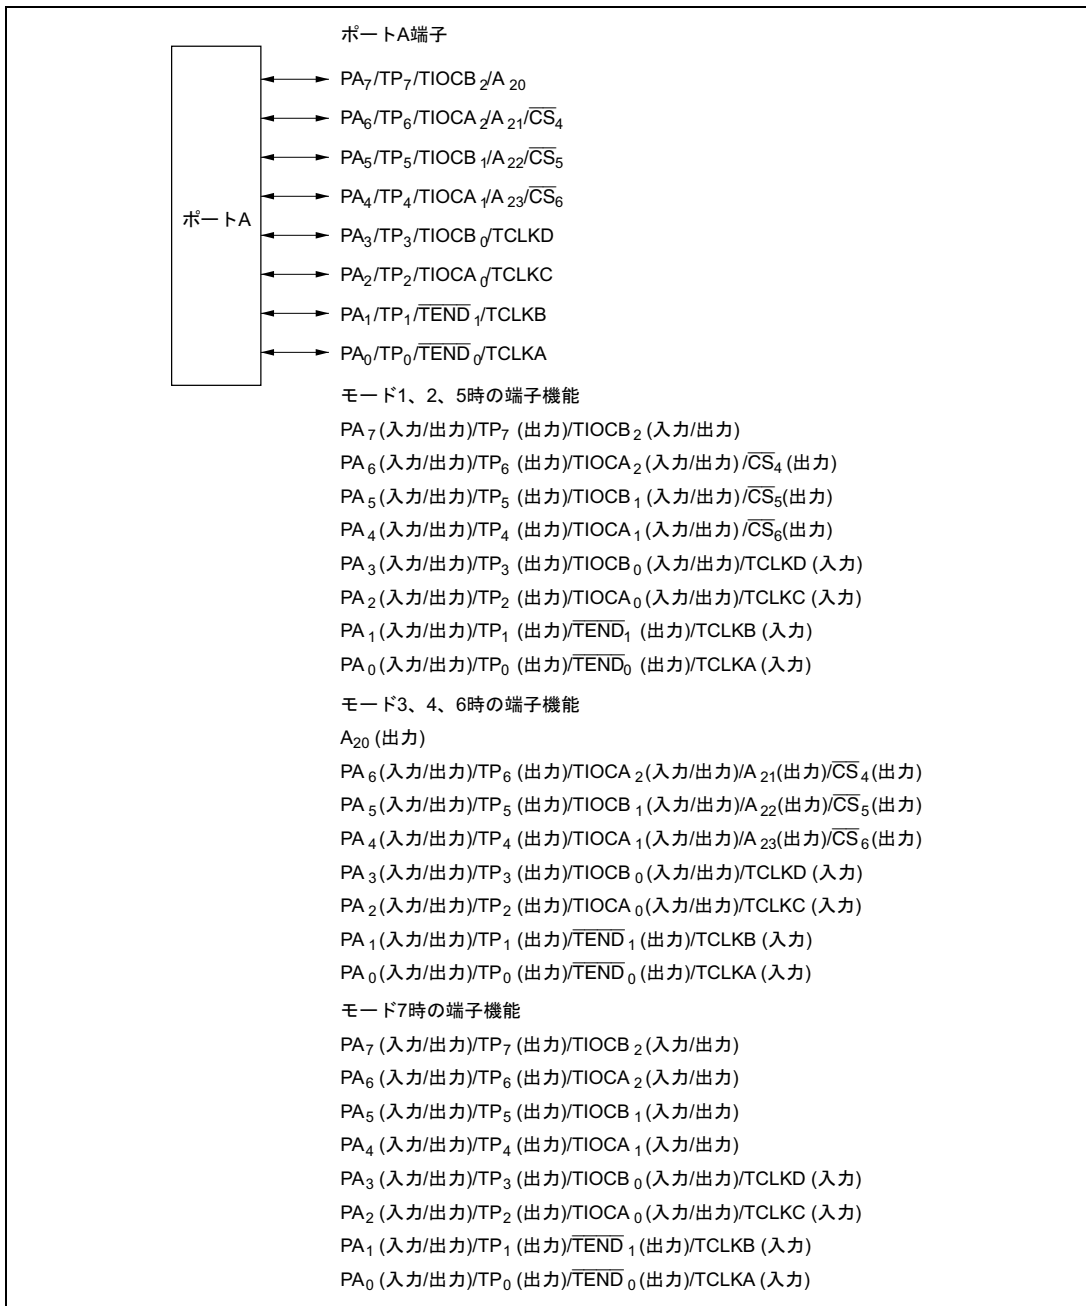 ポートA端子
PA7/TP7/TIOCB2/A20
PA6/TP6/TIOCA2/A21/C̅S̅4
PA5/TP5/TIOCB1/A22/C̅S̅5
PA4/TP4/TIOCA1/A23/C̅S̅6
ポートA
PA3/TP3/TIOCB0/TCLKD
PA2/TP2/TIOCA0/TCLKC
PA1/TP1/T̅E̅N̅D̅1/TCLKB
PA0/TP0/T̅E̅N̅D̅0/TCLKA
モード1、2、5時の端子機能
PA7(入力/出力)/TP7 (出力)/TIOCB2 (入力/出力)
PA6(入力/出力)/TP6 (出力)/TIOCA2(入力/出力) /C̅S̅4 (出力)
PA5(入力/出力)/TP5 (出力)/TIOCB1 (入力/出力) /C̅S̅5(出力)
PA4(入力/出力)/TP4 (出力)/TIOCA1(入力/出力) /C̅S̅6(出力)
PA3(入力/出力)/TP3 (出力)/TIOCB0 (入力/出力)/TCLKD (入力)
PA2(入力/出力)/TP2 (出力)/TIOCA0(入力/出力)/TCLKC (入力)
PA1(入力/出力)/TP1 (出力)/T̅E̅N̅D̅1 (出力)/TCLKB (入力)
PA0(入力/出力)/TP0 (出力)/T̅E̅N̅D̅0 (出力)/TCLKA (入力)
モード3、4、6時の端子機能
A20 (出力)
PA6(入力/出力)/TP6 (出力)/TIOCA2(入力/出力)/A21(出力)/C̅S̅4(出力)
PA5(入力/出力)/TP5 (出力)/TIOCB1(入力/出力)/A22(出力)/C̅S̅5(出力)
PA4(入力/出力)/TP4 (出力)/TIOCA1(入力/出力)/A23(出力)/C̅S̅6(出力)
PA3(入力/出力)/TP3 (出力)/TIOCB0(入力/出力)/TCLKD (入力)
PA2(入力/出力)/TP2 (出力)/TIOCA0(入力/出力)/TCLKC (入力)
PA1(入力/出力)/TP1 (出力)/T̅E̅N̅D̅1(出力)/TCLKB (入力)
PA0(入力/出力)/TP0 (出力)/T̅E̅N̅D̅0(出力)/TCLKA (入力)
モード7時の端子機能
PA7 (入力/出力)/TP7 (出力)/TIOCB2(入力/出力)
PA6 (入力/出力)/TP6 (出力)/TIOCA2(入力/出力)
PA5 (入力/出力)/TP5 (出力)/TIOCB1(入力/出力)
PA4 (入力/出力)/TP4 (出力)/TIOCA1(入力/出力)
PA3 (入力/出力)/TP3 (出力)/TIOCB0(入力/出力)/TCLKD (入力)
PA2 (入力/出力)/TP2 (出力)/TIOCA0(入力/出力)/TCLKC (入力)
PA1 (入力/出力)/TP1 (出力)/T̅E̅N̅D̅1(出力)/TCLKB (入力)
PA0 (入力/出力)/TP0 (出力)/T̅E̅N̅D̅0(出力)/TCLKA (入力)